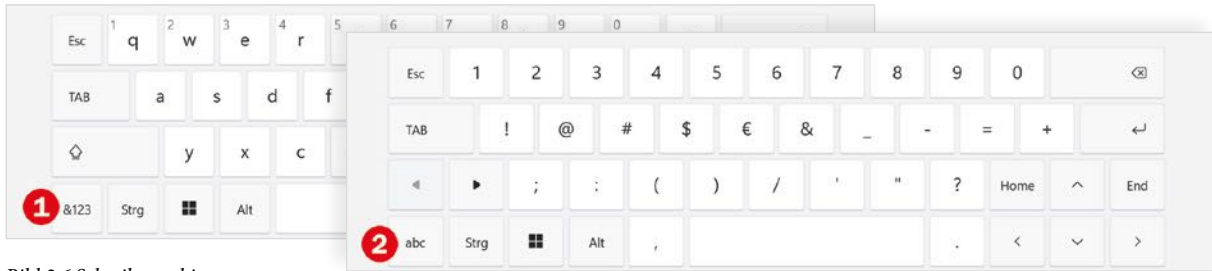 1 2 3 4 5 6 7 8 9 0
Esc q w e r
TAB a s d f
y x c
1 &123 Strg Alt
Esc 1 2 3 4 5 6 7 8 9 0
TAB ! @ # $ € & _ - = +
; : ( ) / ' " ? Home End
2 abc Strg Alt , .